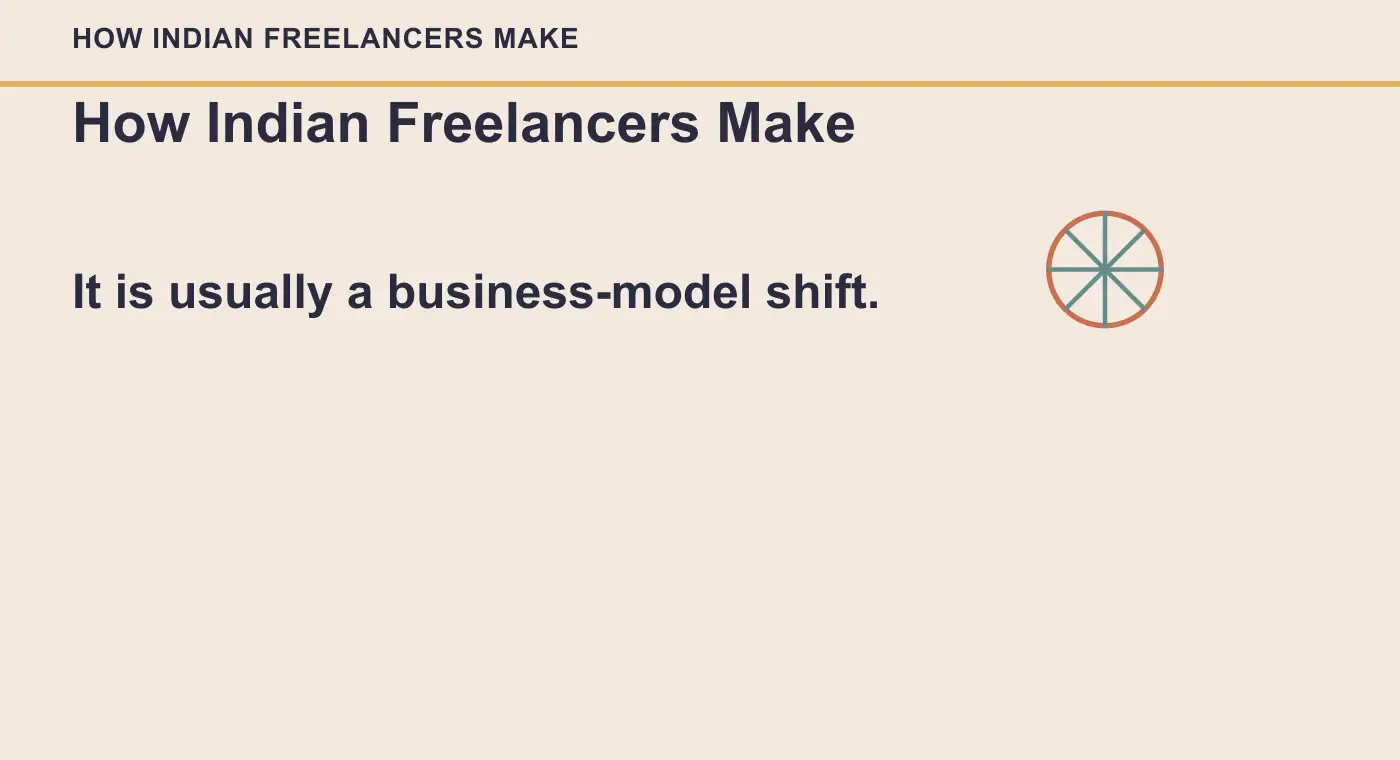 HOW INDIAN FREELANCERS MAKE
How Indian Freelancers Make
It is usually a business-model shift.